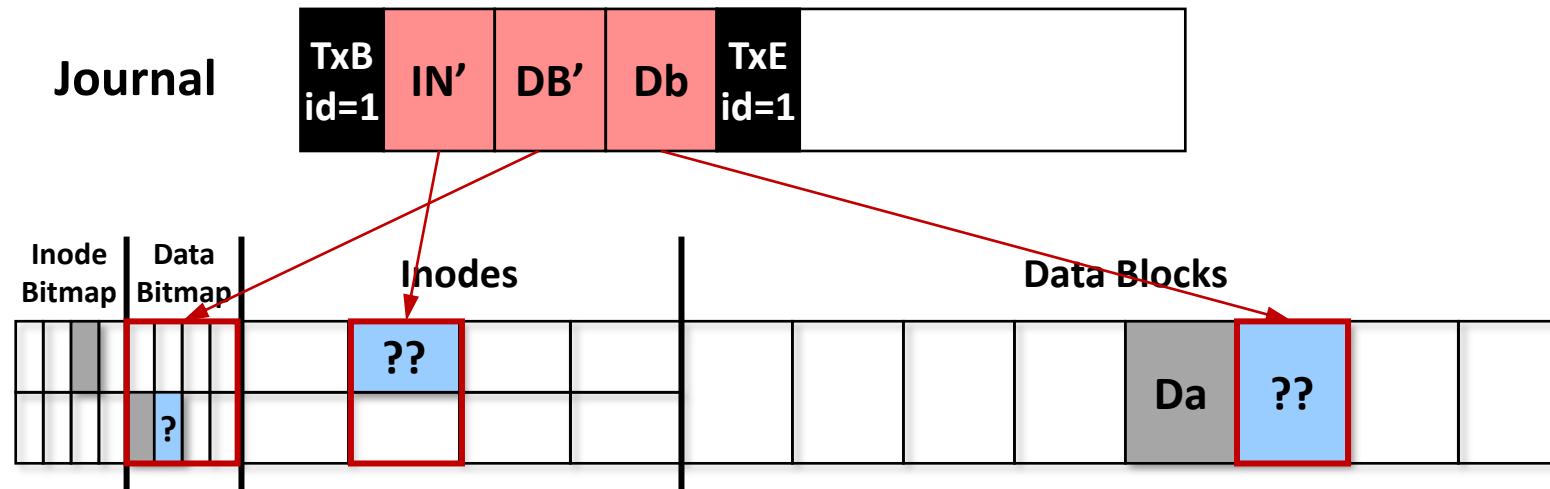 Journal
TxB
id=1
IN’
DB’
Db
TxE
id=1
Inode
Bitmap
Data
Bitmap
Inodes
Data Blocks
??
?
Da
??